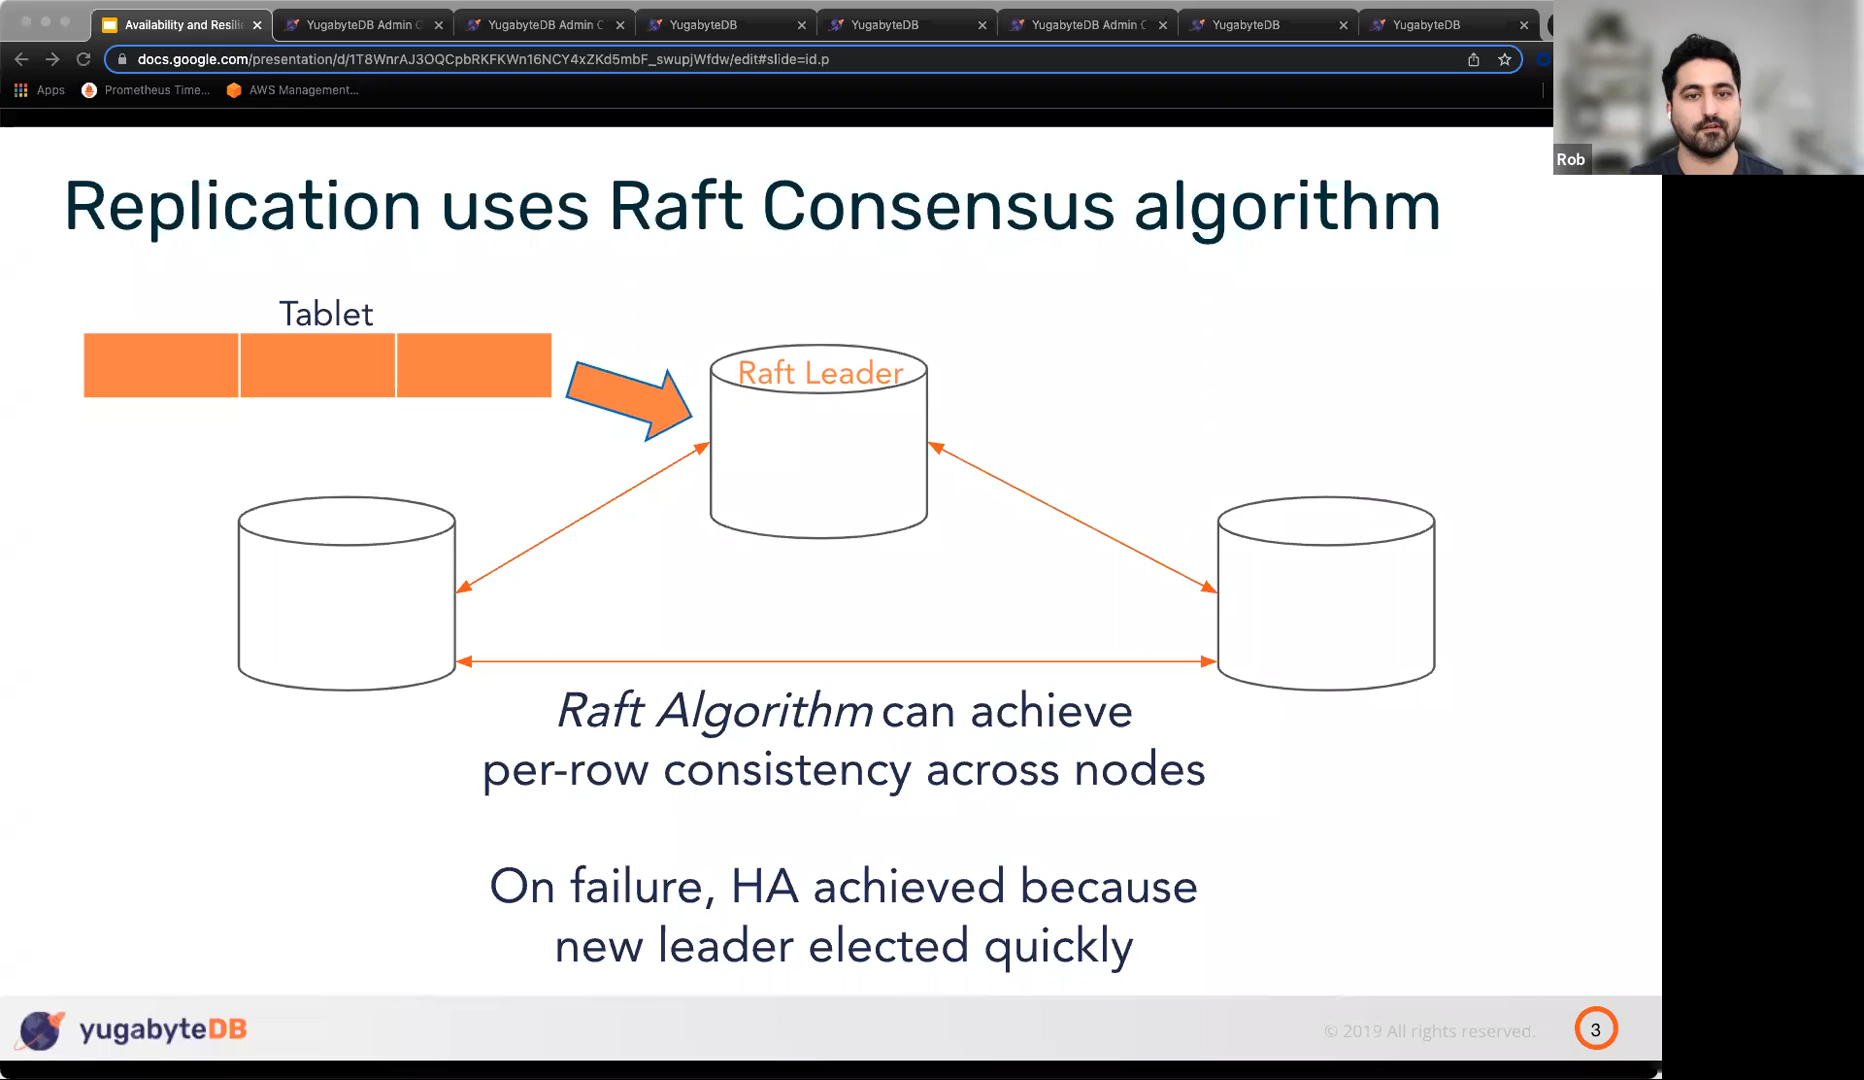 Availability and Resili
YugabyteDB Admin C
YugabyteDB Admin C
YugabyteDB
YugabyteDB
YugabyteDB Admin C
YugabyteDB
YugabyteDB
docs.google.com/presentation/d/1T8WnrAJ3OQCpbRKFKWn16NCY4xZKd5mbF_swupjWfdw/edit#slide=id.p
Apps
Prometheus Time...
AWS Management...
Rob
Replication uses Raft Consensus algorithm
Tablet
Raft Leader
Raft Algorithm can achieve
per-row consistency across nodes
On failure, HA achieved because
new leader elected quickly
yugabyteDB
© 2019 All rights reserved.
3